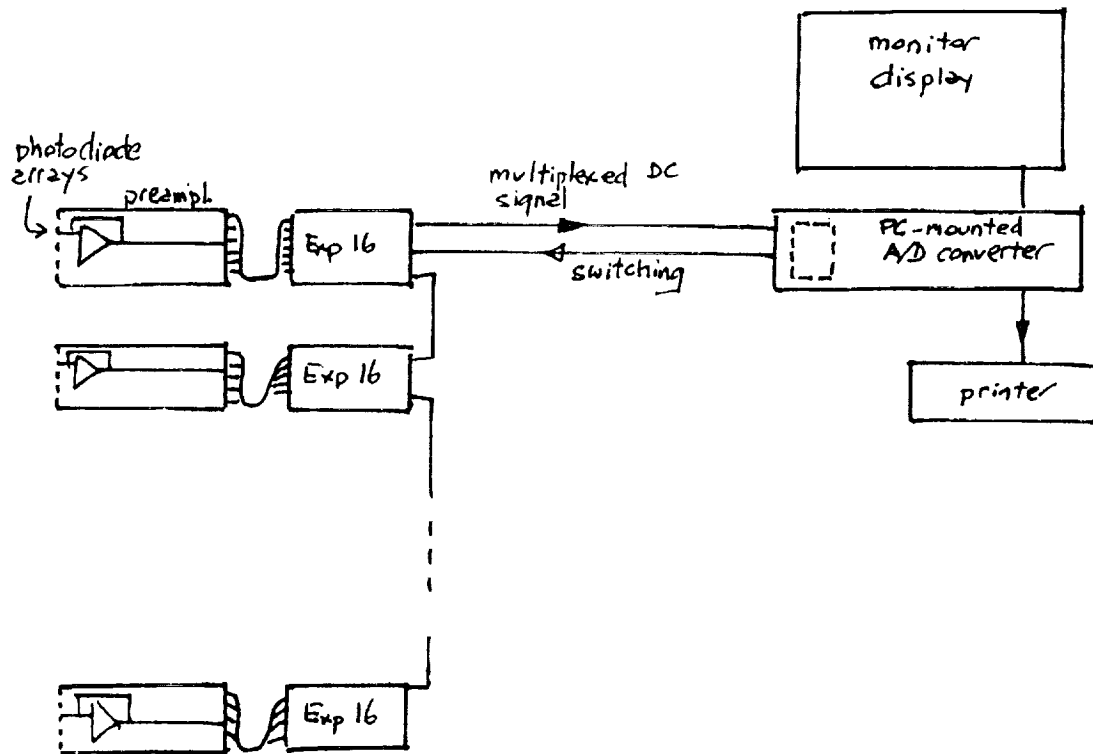 monitor
display
photodiode
arrays
preampl.
multiplexed DC
signal
Exp 16
PC-mounted
A/D converter
switching
Exp 16
printer
Exp 16